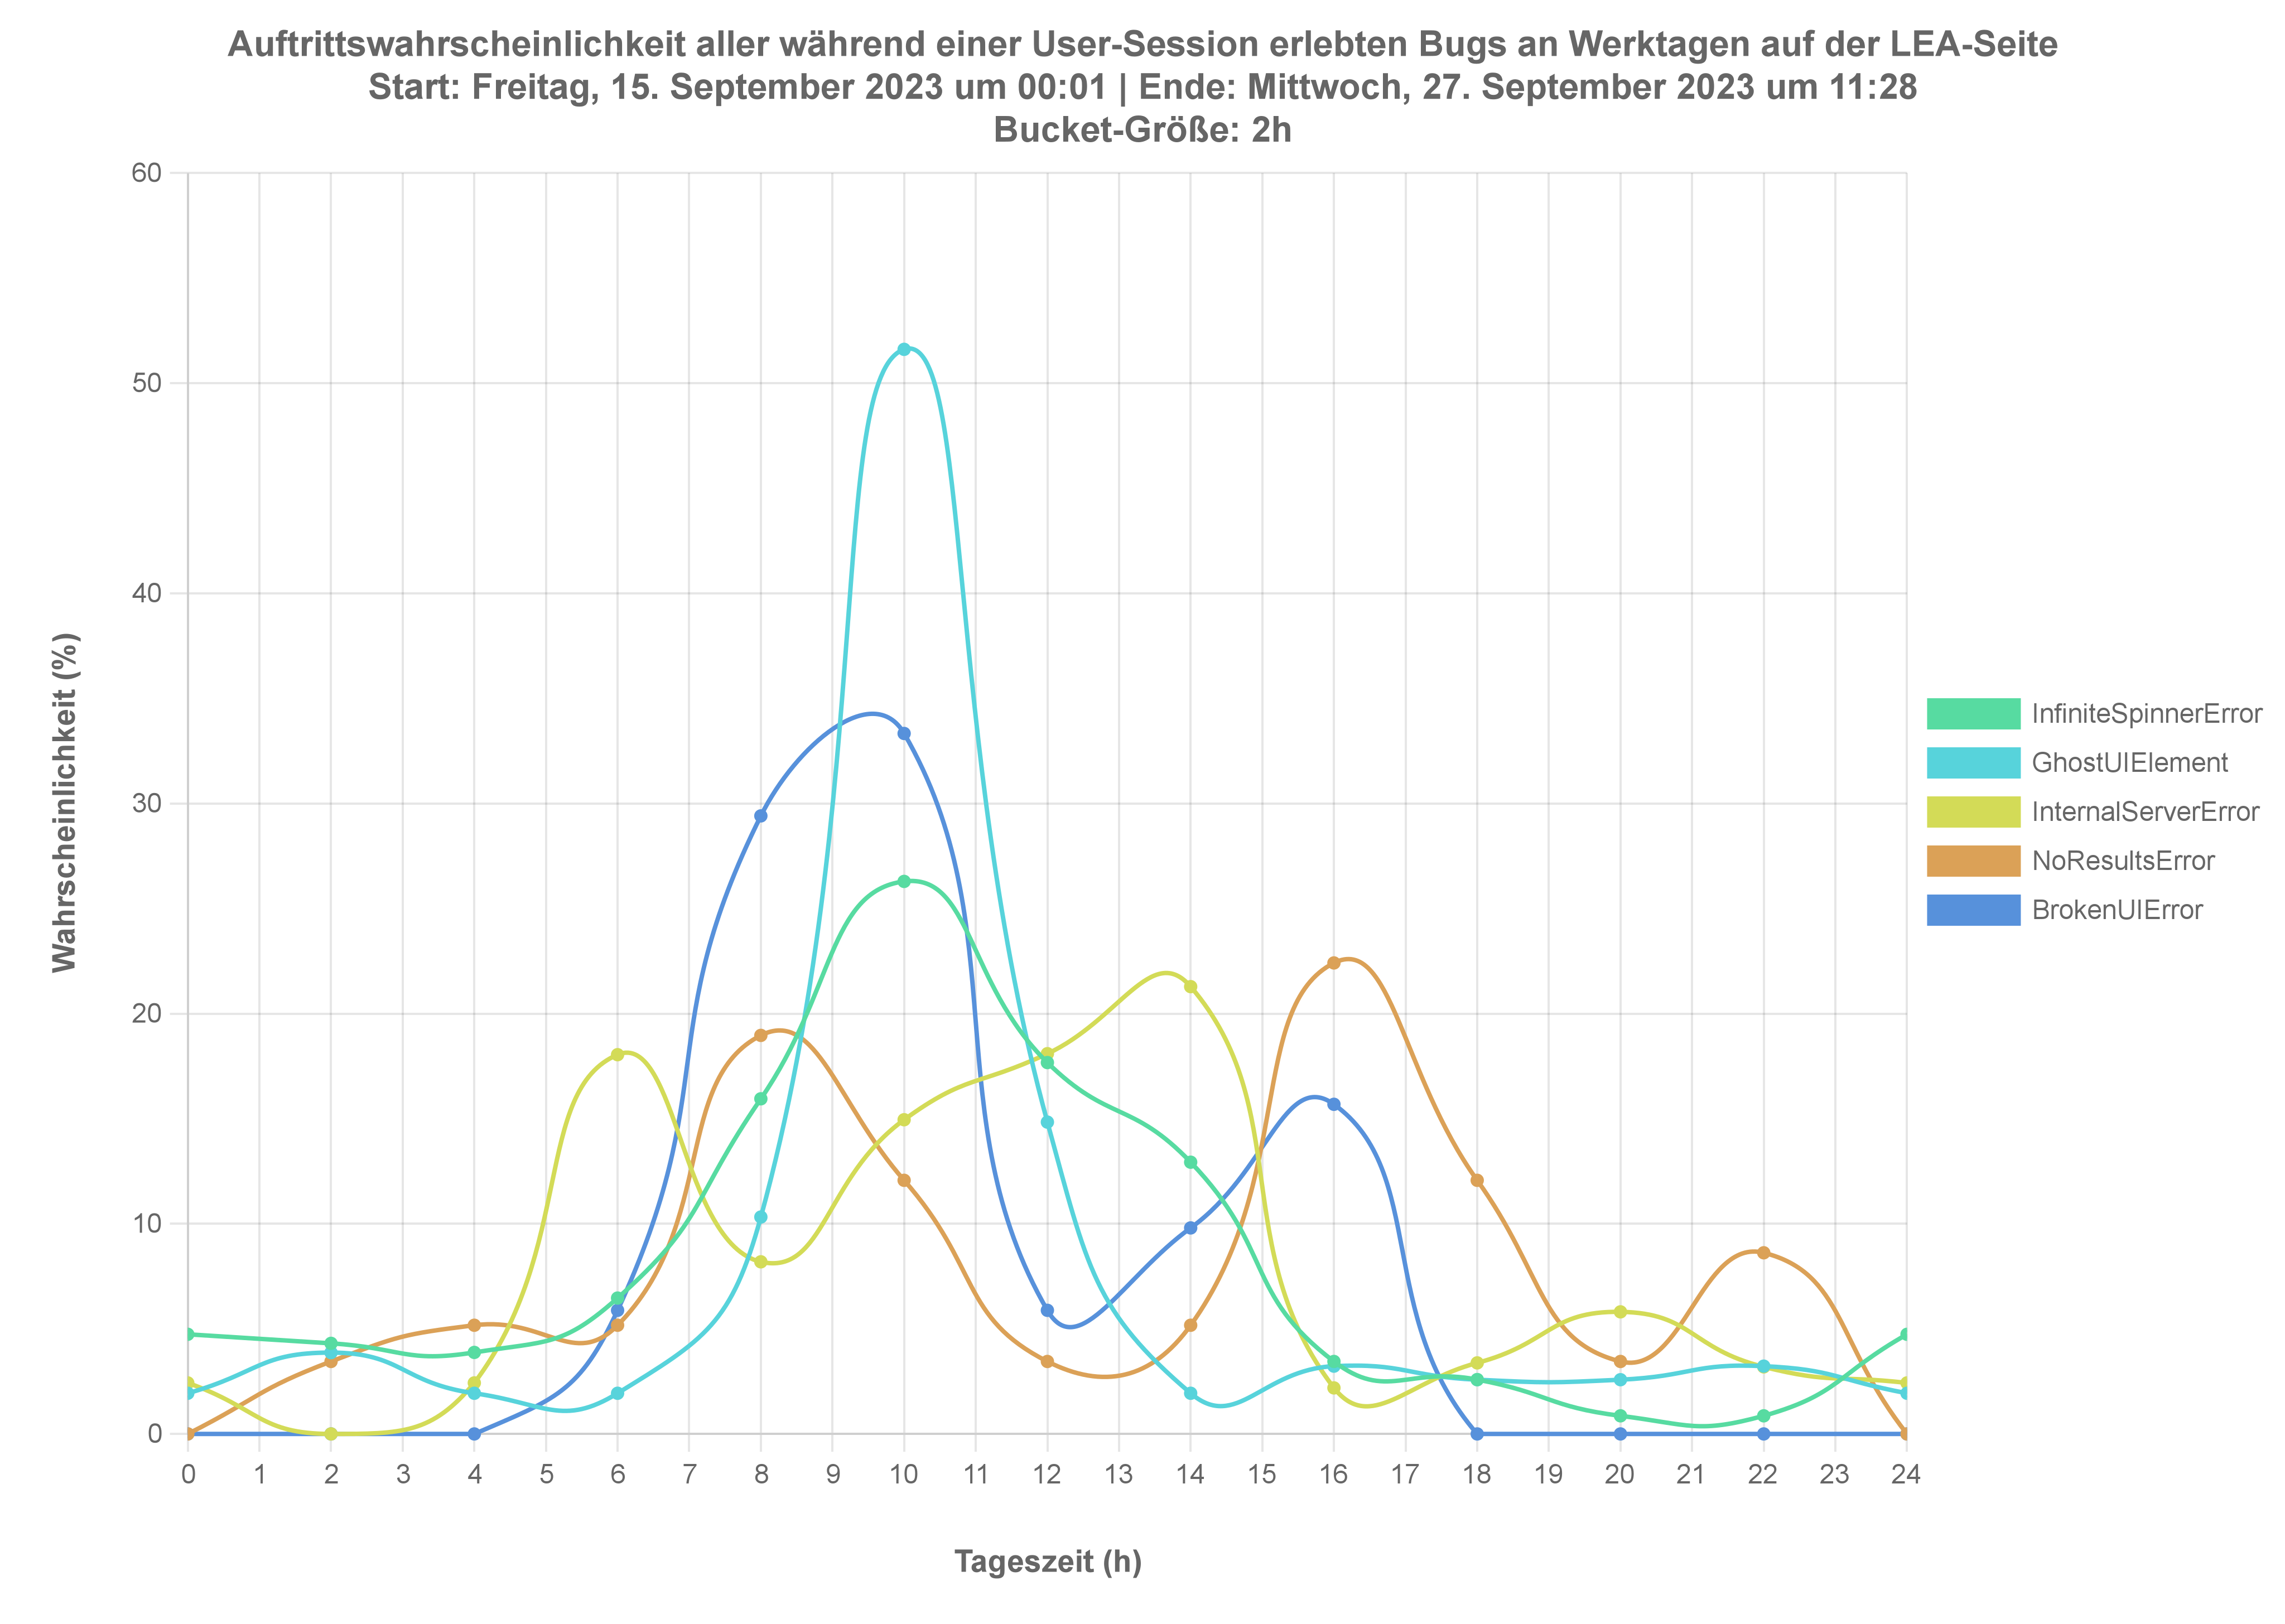 Auftrittswahrscheinlichkeit aller während einer User-Session erlebten Bugs an Werktagen auf der LEA-Seite
Start: Freitag, 15. September 2023 um 00:01 | Ende: Mittwoch, 27. September 2023 um 11:28
Bucket-Größe: 2h
Wahrscheinlichkeit (%)
60
50
40
30
20
10
0
0 1 2 3 4 5 6 7 8 9 10 11 12 13 14 15 16 17 18 19 20 21 22 23 24
Tageszeit (h)
InfiniteSpinnerError
GhostUIElement
InternalServerError
NoResultsError
BrokenUIError